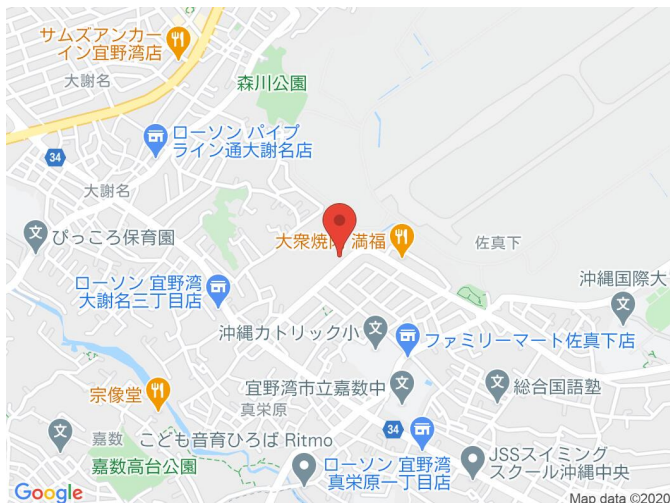 サムズアンカー
イン宜野湾店
大謝名
森川公園
ローソン パイプ
ライン通大謝名店
34
大謝名
ぴっころ保育園
大衆焼肉 満福
佐真下
ローソン 宜野湾
大謝名三丁目店
沖縄国際大
沖縄カトリック小
ファミリーマート佐真下店
宗像堂
宜野湾市立嘉数中
総合国語塾
真栄原
嘉数
こども音育ひろば Ritmo
34
嘉数高台公園
ローソン 宜野湾
真栄原一丁目店
JSSスイミング
スクール沖縄中央
Google
Map data ©2020